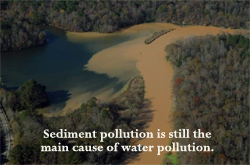 Sediment pollution is still the
main cause of water pollution.